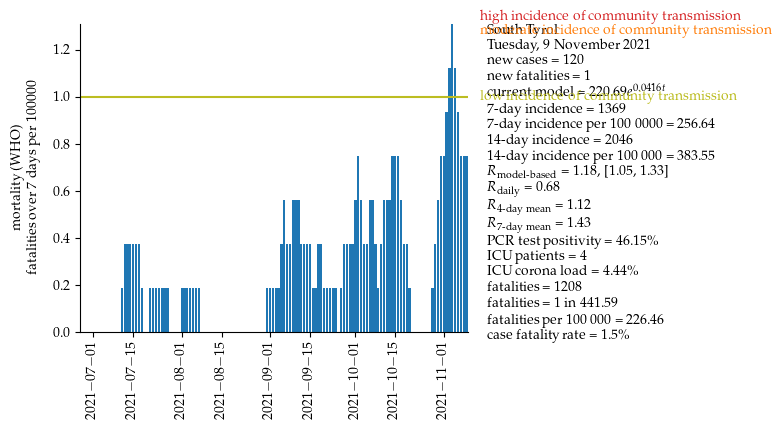 high incidence of community transmission
moderate incidence of community transmission
South Tyrol
Tuesday, 9 November 2021
new cases = 120
new fatalities = 1
current model = 220.69e^0.0416t
low incidence of community transmission
7-day incidence = 1369
7-day incidence per 100 0000 = 256.64
14-day incidence = 2046
14-day incidence per 100 000 = 383.55
R model-based = 1.18, [1.05, 1.33]
R daily = 0.68
R 4-day mean = 1.12
R 7-day mean = 1.43
PCR test positivity = 46.15%
ICU patients = 4
ICU corona load = 4.44%
fatalities = 1208
fatalities = 1 in 441.59
fatalities per 100 000 = 226.46
case fatality rate = 1.5%
mortality (WHO)
fatalities over 7 days per 100000
1.2
1.0
0.8
0.6
0.4
0.2
0.0
2021−07−01
2021−07−15
2021−08−01
2021−08−15
2021−09−01
2021−09−15
2021−10−01
2021−10−15
2021−11−01